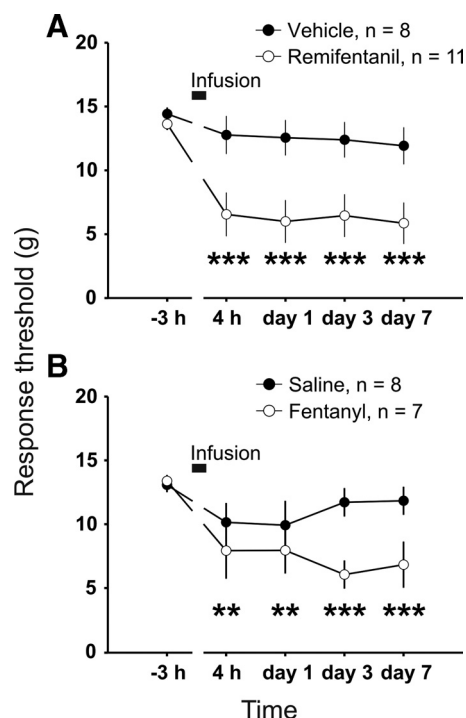 A
Vehicle, n = 8
Remifentanil, n = 11
Infusion
20
15
10
5
0
*** *** *** ***
-3 h 4 h day 1 day 3 day 7
B
Saline, n = 8
Fentanyl, n = 7
Infusion
20
15
10
5
0
** ** *** ***
-3 h 4 h day 1 day 3 day 7
Response threshold (g)
Time